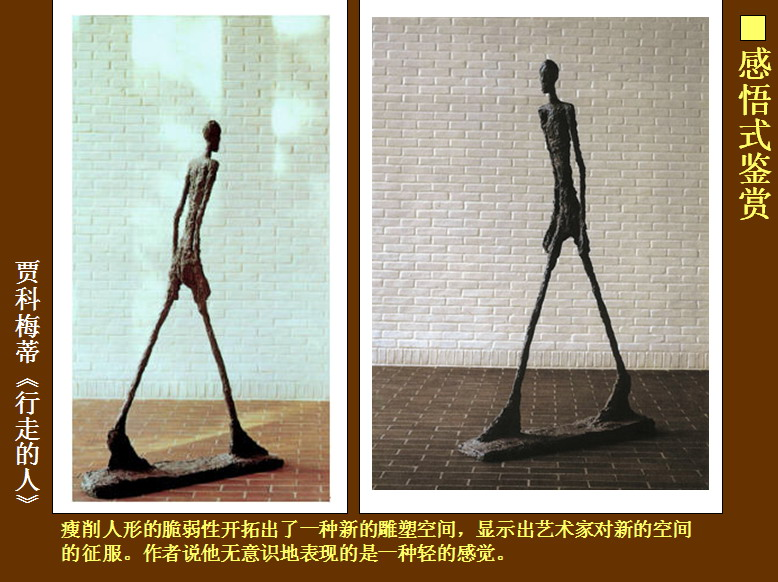 ■感悟式鉴赏
贾科梅蒂《行走的人》
瘦削人形的脆弱性开拓出了一种新的雕塑空间，显示出艺术家对新的空间
的征服。作者说他无意识地表现的是一种轻的感觉。